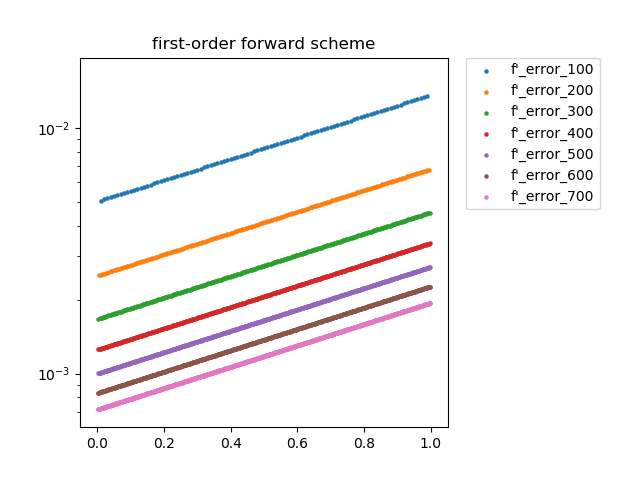 first-order forward scheme
10⁻²
10⁻³
0.0 0.2 0.4 0.6 0.8 1.0
f'_error_100
f'_error_200
f'_error_300
f'_error_400
f'_error_500
f'_error_600
f'_error_700